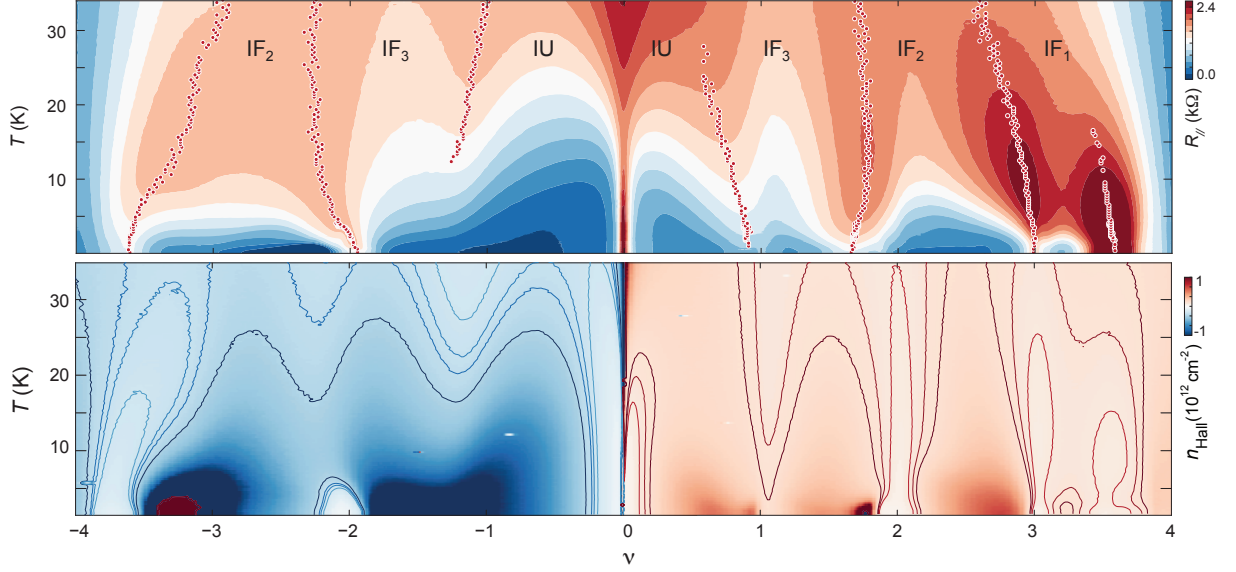 30
20
10
T (K)
IF₂
IF₃
IU
IU
IF₃
IF₂
IF₁
2.4
0.0
R// (kΩ)
30
20
10
T (K)
1
-1
nHall(10¹² cm⁻²)
−4
−3
−2
−1
0
1
2
3
4
ν